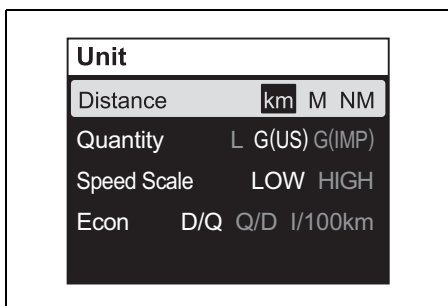 Unit
Distance km M NM
Quantity L G(US) G(IMP)
Speed Scale LOW HIGH
Econ D/Q Q/D l/100km